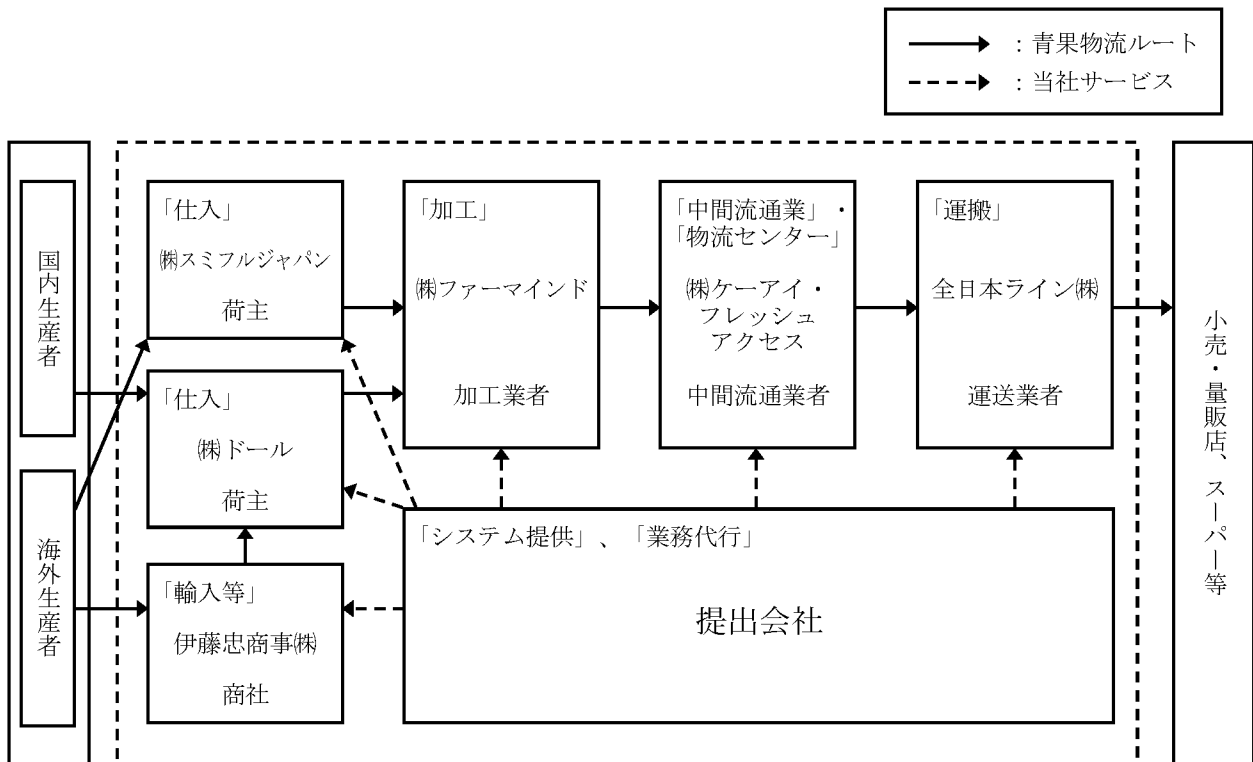 ：青果物流ルート
：当社サービス
国内生産者
海外生産者
「仕入」
㈱スミフルジャパン
荷主
「仕入」
㈱ドール
荷主
「輸入等」
伊藤忠商事㈱
商社
「加工」
㈱ファーマインド
加工業者
「中間流通業」・
「物流センター」
㈱ケーアイ・
フレッシュ
アクセス
中間流通業者
「運搬」
全日本ライン㈱
運送業者
「システム提供」、「業務代行」
提出会社
小売・量販店、スーパー等